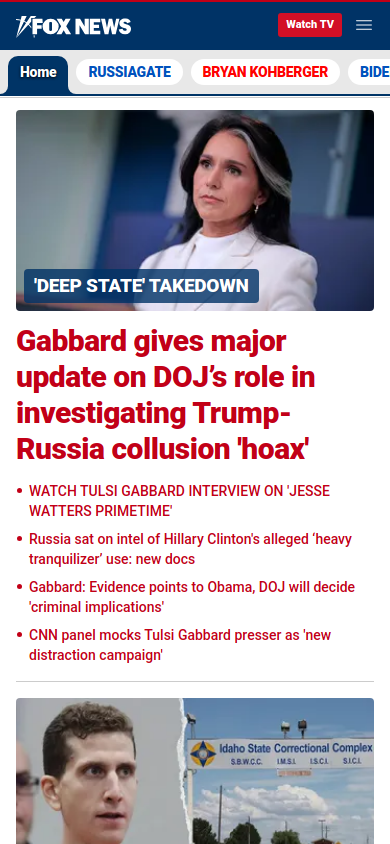 FOX NEWS
Watch TV
Home
RUSSIAGATE
BRYAN KOHBERGER
BIDE
'DEEP STATE' TAKEDOWN
Gabbard gives major
update on DOJ’s role in
investigating Trump-
Russia collusion 'hoax'
WATCH TULSI GABBARD INTERVIEW ON 'JESSE
WATTERS PRIMETIME'
Russia sat on intel of Hillary Clinton's alleged ‘heavy
tranquilizer’ use: new docs
Gabbard: Evidence points to Obama, DOJ will decide
'criminal implications'
CNN panel mocks Tulsi Gabbard presser as 'new
distraction campaign'
Idaho State Correctional Complex
S.B.W.C.C. I.M.S.I. I.S.C.C. S.I.C.I.